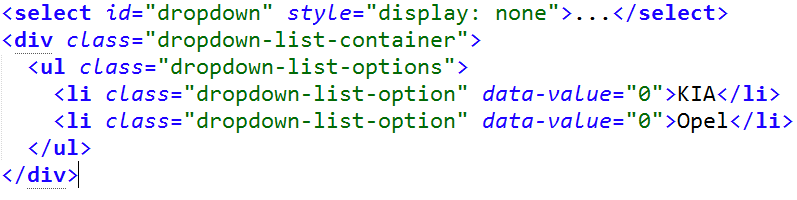 <select id="dropdown" style="display: none">...</select>
<div class="dropdown-list-container">
<ul class="dropdown-list-options">
<li class="dropdown-list-option" data-value="0">KIA</li>
<li class="dropdown-list-option" data-value="0">Opel</li>
</ul>
</div>